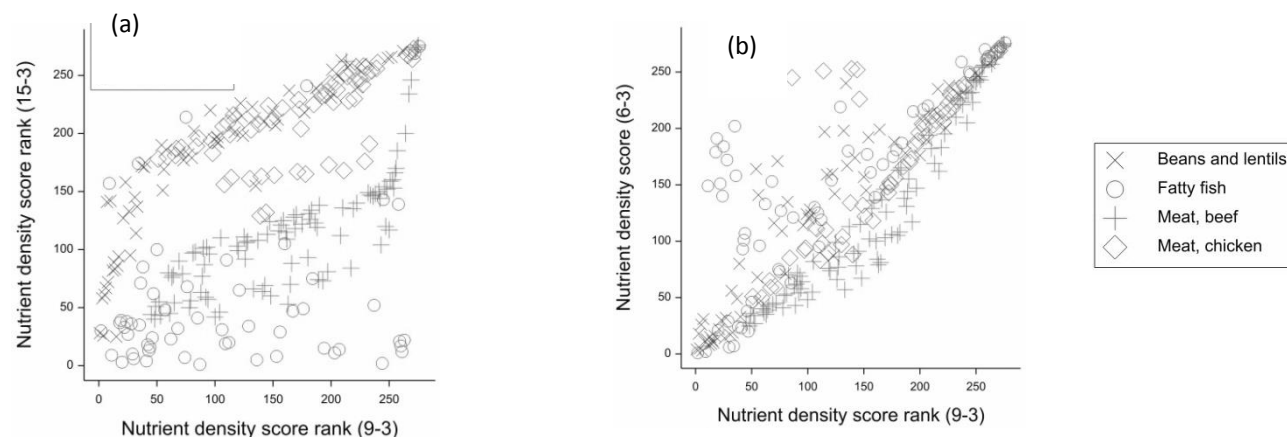 (a)
Nutrient density score rank (15-3)
250
200
150
100
50
0
0 50 100 150 200 250
Nutrient density score rank (9-3)
(b)
Nutrient density score (6-3)
250
200
150
100
50
0
0 50 100 150 200 250
Nutrient density score rank (9-3)
Beans and lentils
Fatty fish
Meat, beef
Meat, chicken